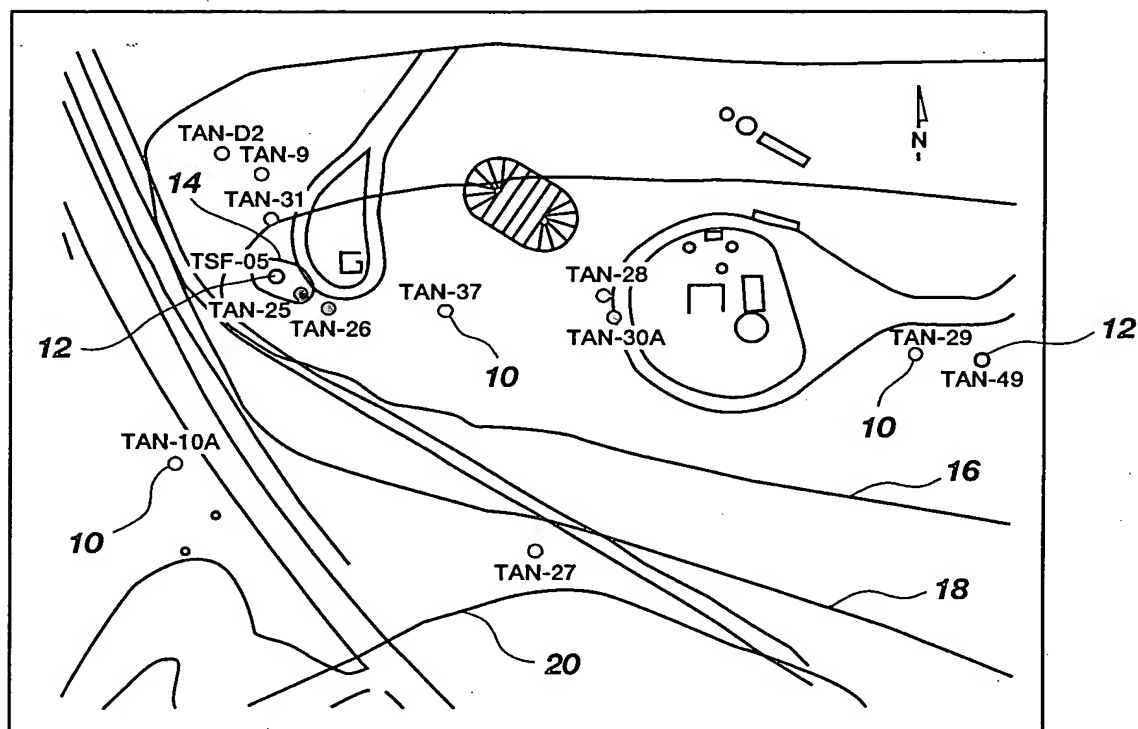 TAN-D2
TAN-9
14
TAN-31
N
TSF-05
TAN-25
TAN-26
12
TAN-37
10
TAN-28
TAN-30A
TAN-29
12
TAN-49
10
TAN-10A
10
16
TAN-27
18
20